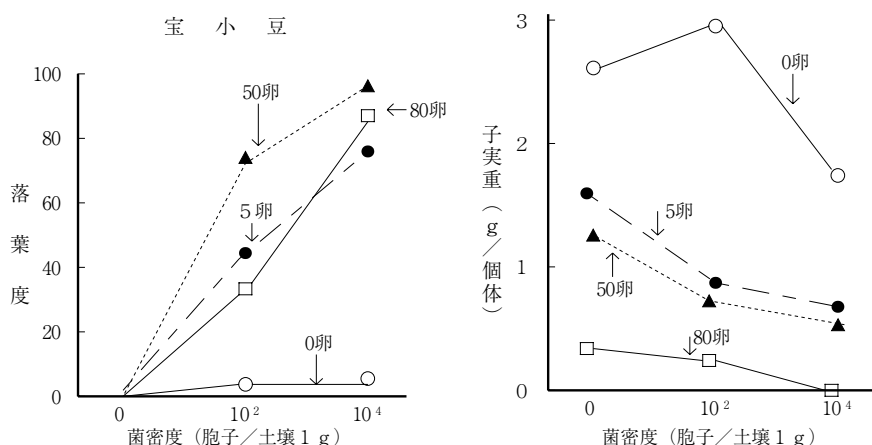 宝 小 豆
100
80
60
40
20
0
落葉度
50卵
80卵
5卵
0卵
0
10²
10⁴
菌密度(胞子/土壌1g)
3
2
1
0
子実重(g/個体)
0卵
5卵
50卵
80卵
0
10²
10⁴
菌密度(胞子/土壌1g)